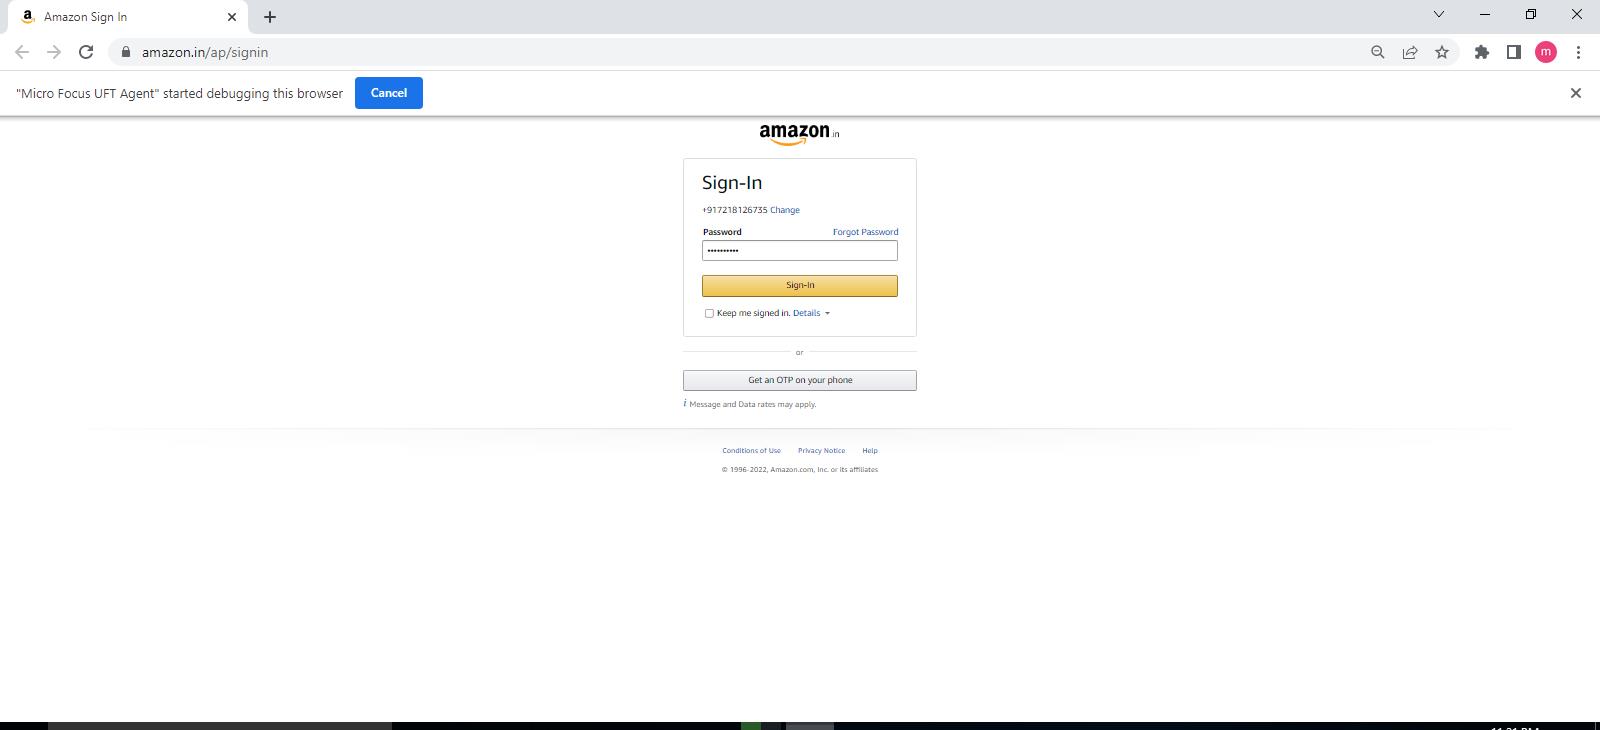 Amazon Sign In
amazon.in/ap/signin
m
"Micro Focus UFT Agent" started debugging this browser Cancel
amazon.in
Sign-In
+917218126735 Change
Password Forgot Password
••••••••••
Sign-In
Keep me signed in. Details
or
Get an OTP on your phone
i Message and Data rates may apply.
Conditions of Use Privacy Notice Help
© 1996-2022, Amazon.com, Inc. or its affiliates